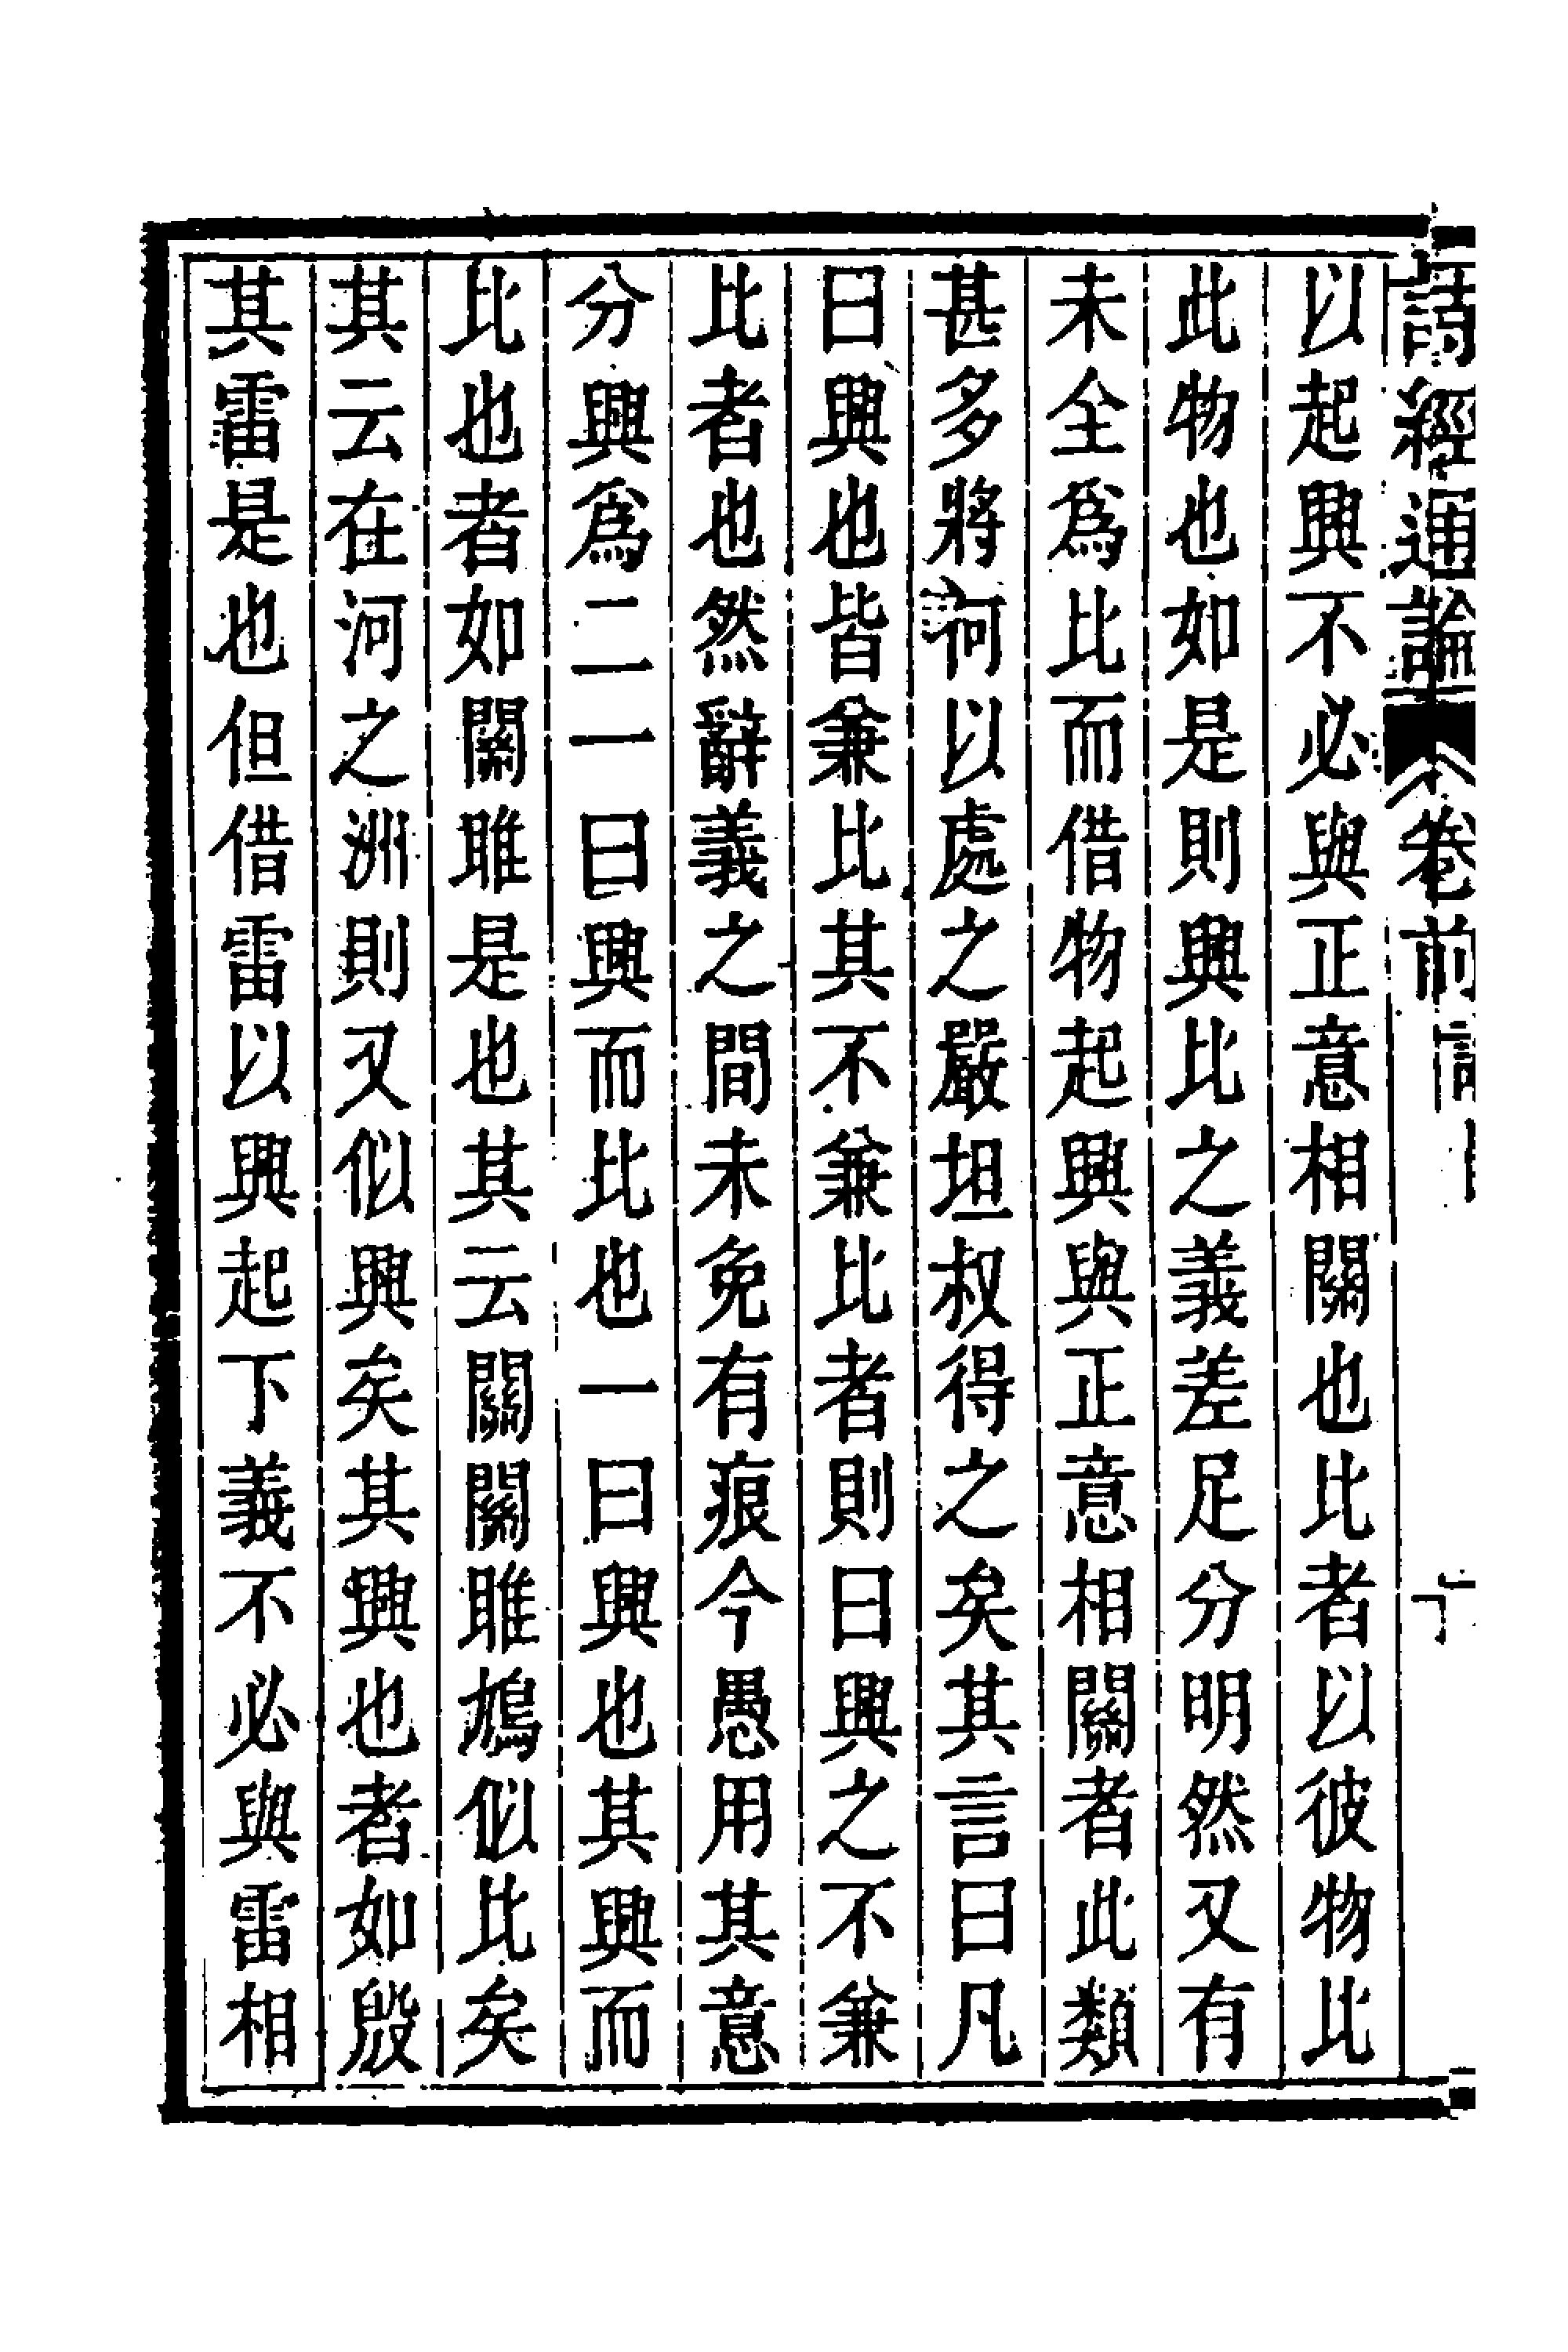 詩經通論 卷前
以起興不必與正意相關也比者以彼物比
此物也如是則興比之義差足分明然又有
未全爲比而借物起興與正意相關者此類
甚多將何以處之嚴坦叔得之矣其言曰凡
曰興也皆兼比其不兼比者則曰興之不兼
比者也然辭義之間未免有痕今愚用其意
分興爲二一曰興而比也一曰興也其興而
比也者如關雎是也其云關關雎鳩似比矣
其云在河之洲則又似興矣其興也者如殷
其雷是也但借雷以興起下義不必與雷相